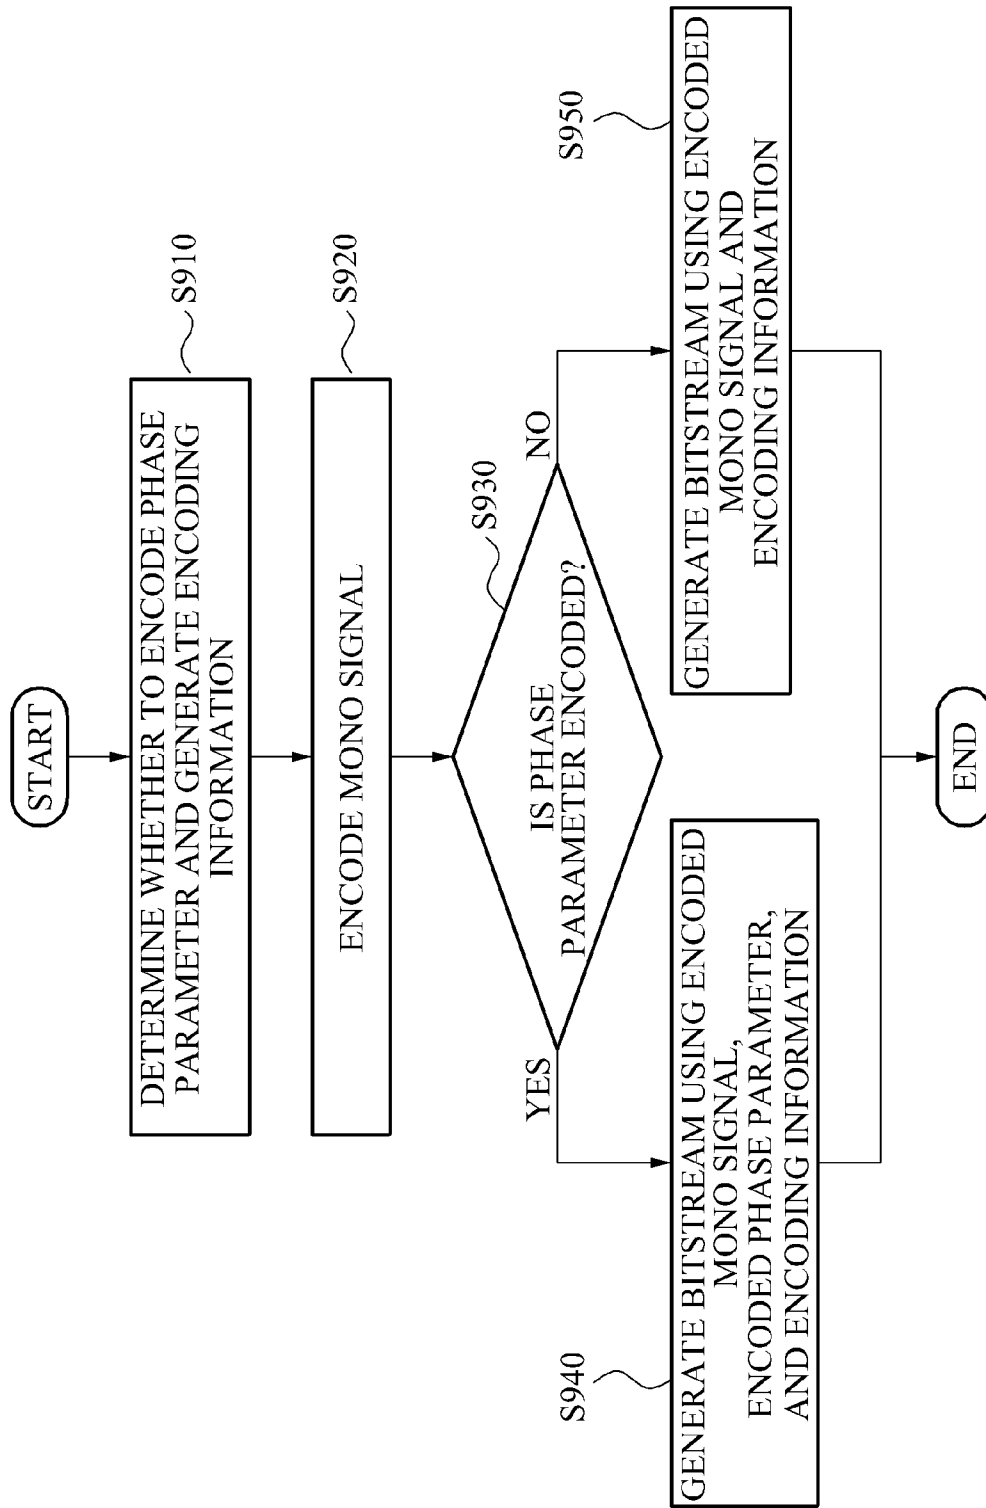 START
DETERMINE WHETHER TO ENCODE PHASE
PARAMETER AND GENERATE ENCODING
INFORMATION
S910
ENCODE MONO SIGNAL
S920
IS PHASE
PARAMETER ENCODED?
S930
YES
NO
GENERATE BITSTREAM USING ENCODED
MONO SIGNAL,
ENCODED PHASE PARAMETER,
AND ENCODING INFORMATION
S940
GENERATE BITSTREAM USING ENCODED
MONO SIGNAL AND
ENCODING INFORMATION
S950
END